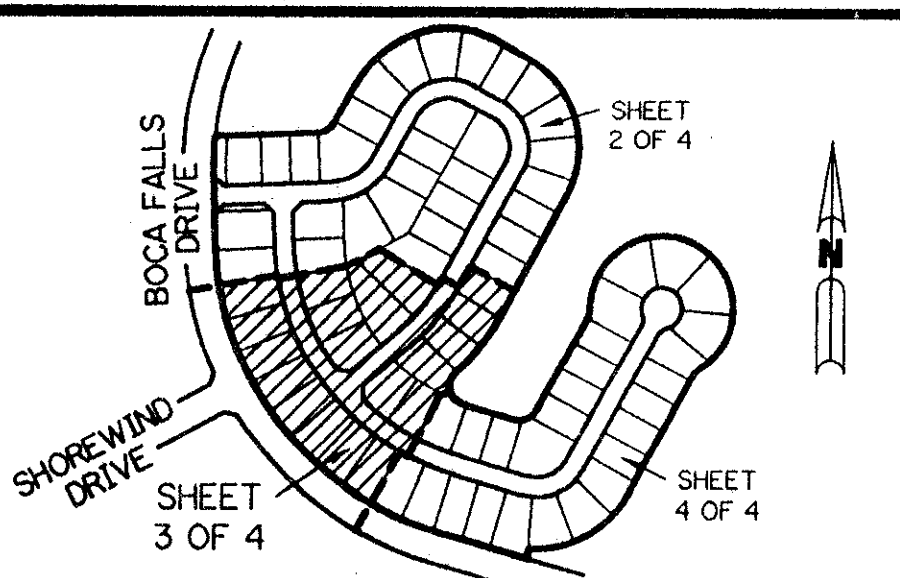 SHEET
2 OF 4
BOCA FALLS
DRIVE
N
SHOREWIND
DRIVE
SHEET
3 OF 4
SHEET
4 OF 4